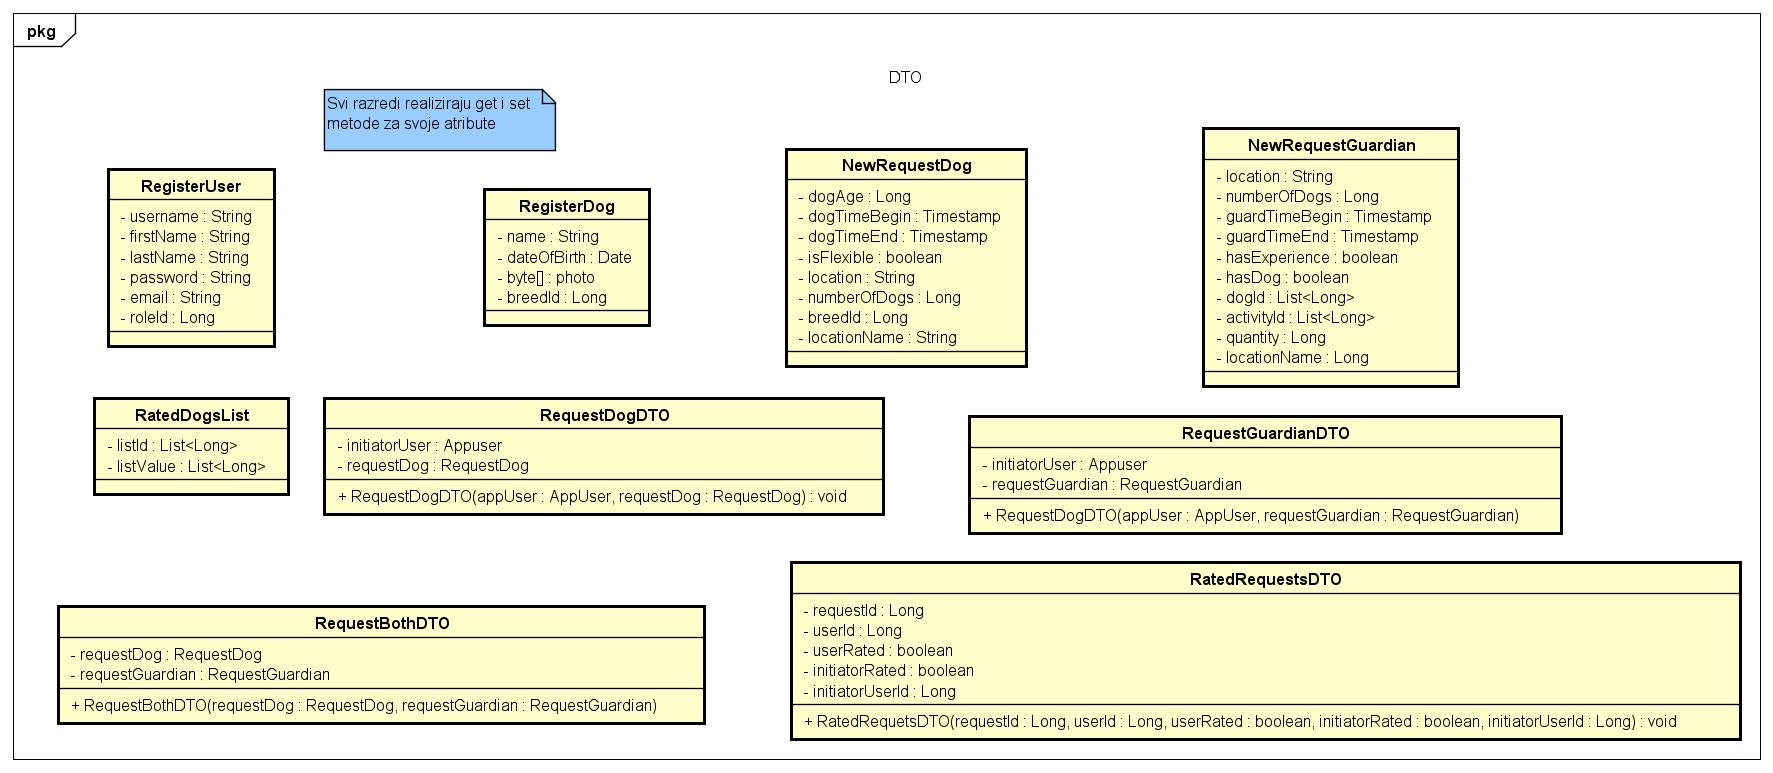 pkg
DTO
Svi razredi realiziraju get i set
metode za svoje atribute
RegisterUser
- username : String
- firstName : String
- lastName : String
- password : String
- email : String
- roleId : Long
RegisterDog
- name : String
- dateOfBirth : Date
- byte[] : photo
- breedId : Long
NewRequestDog
- dogAge : Long
- dogTimeBegin : Timestamp
- dogTimeEnd : Timestamp
- isFlexible : boolean
- location : String
- numberOfDogs : Long
- breedId : Long
- locationName : String
NewRequestGuardian
- location : String
- numberOfDogs : Long
- guardTimeBegin : Timestamp
- guardTimeEnd : Timestamp
- hasExperience : boolean
- hasDog : boolean
- dogId : List<Long>
- activityId : List<Long>
- quantity : Long
- locationName : Long
RatedDogsList
- listId : List<Long>
- listValue : List<Long>
RequestDogDTO
- initiatorUser : Appuser
- requestDog : RequestDog
+ RequestDogDTO(appUser : AppUser, requestDog : RequestDog) : void
RequestGuardianDTO
- initiatorUser : Appuser
- requestGuardian : RequestGuardian
+ RequestDogDTO(appUser : AppUser, requestGuardian : RequestGuardian)
RequestBothDTO
- requestDog : RequestDog
- requestGuardian : RequestGuardian
+ RequestBothDTO(requestDog : RequestDog, requestGuardian : RequestGuardian)
RatedRequestsDTO
- requestId : Long
- userId : Long
- userRated : boolean
- initiatorRated : boolean
- initiatorUserId : Long
+ RatedRequetsDTO(requestId : Long, userId : Long, userRated : boolean, initiatorRated : boolean, initiatorUserId : Long) : void